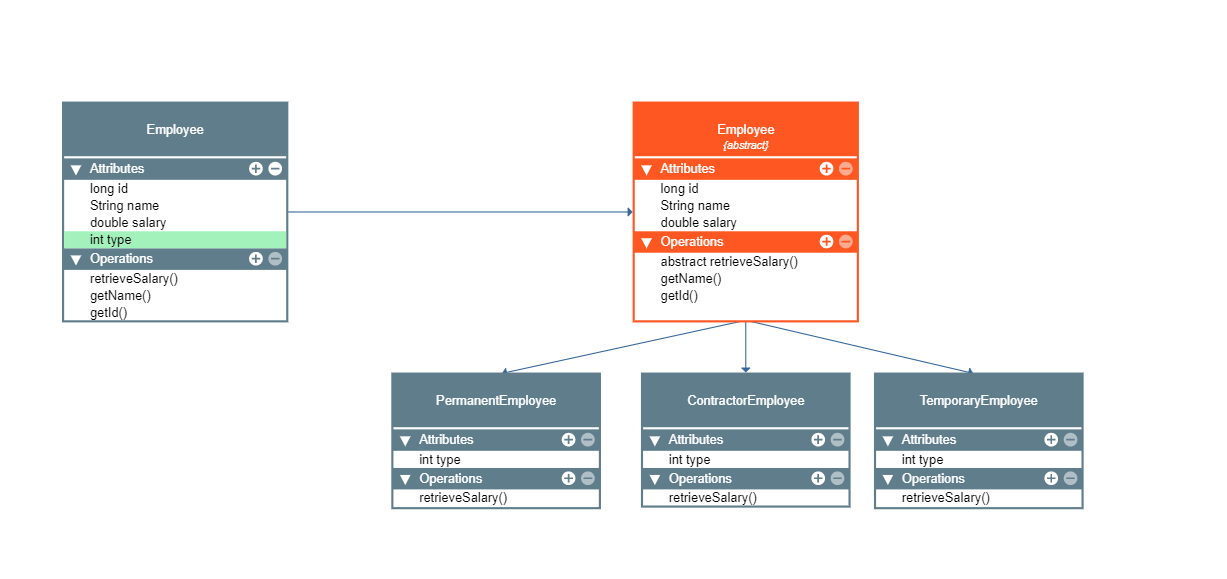 Employee
Attributes
long id
String name
double salary
int type
Operations
retrieveSalary()
getName()
getId()
Employee
{abstract}
Attributes
long id
String name
double salary
Operations
abstract retrieveSalary()
getName()
getId()
PermanentEmployee
Attributes
int type
Operations
retrieveSalary()
ContractorEmployee
Attributes
int type
Operations
retrieveSalary()
TemporaryEmployee
Attributes
int type
Operations
retrieveSalary()